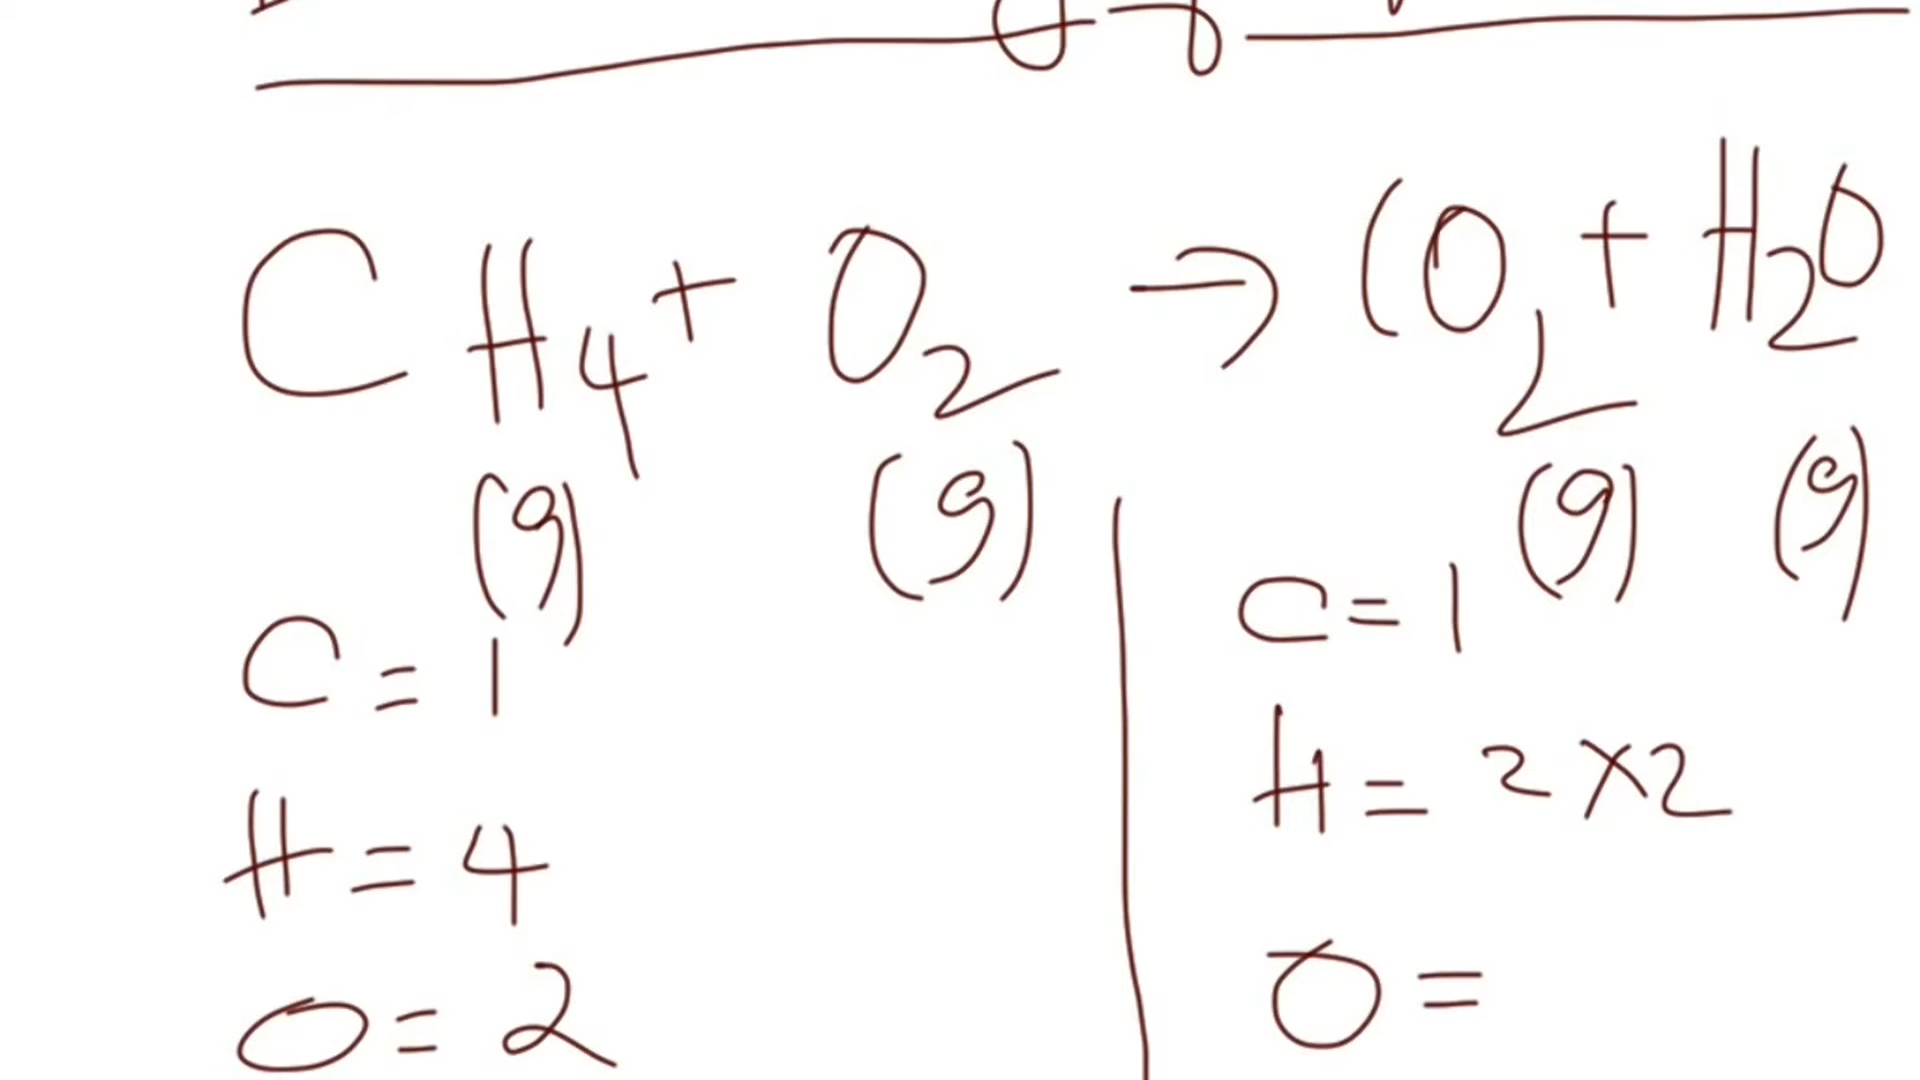 CH4 + O2 → CO2 + H2O
(g) (g) (g) (g)
C = 1 C = 1
H = 4 H = 2 × 2
O = 2 O =